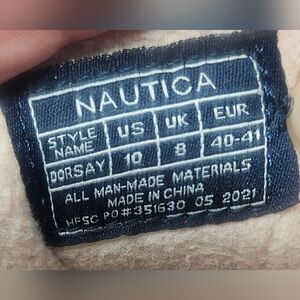 NAUTICA
STYLE NAME US UK EUR
DORSAY 10 8 40-41
ALL MAN-MADE MATERIALS
MADE IN CHINA
HFSC PO#351630 05 2021